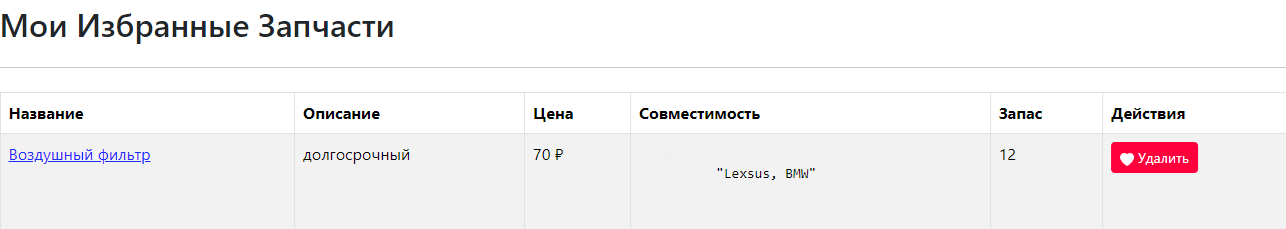 Мои Избранные Запчасти
Название Описание Цена Совместимость Запас Действия
Воздушный фильтр долгосрочный 70 ₽ "Lexsus, BMW" 12 Удалить